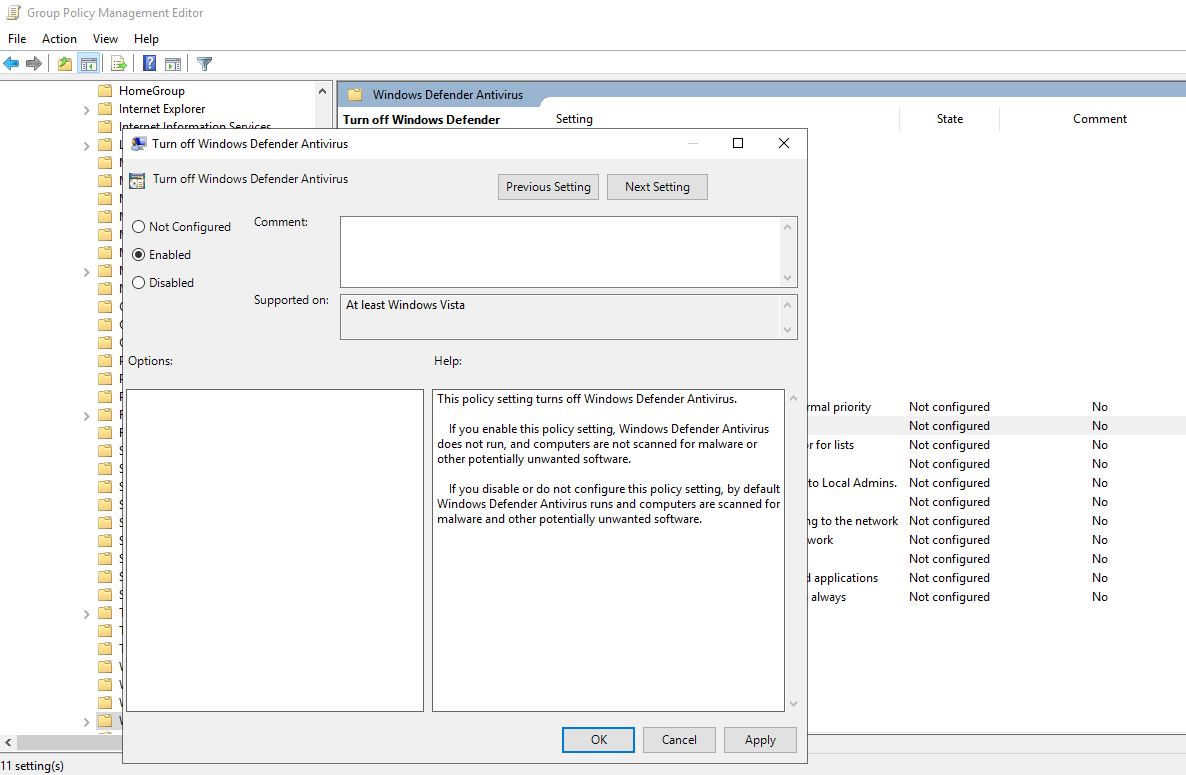 Group Policy Management Editor
File Action View Help
HomeGroup
Internet Explorer
Internet Information Services
Windows Defender Antivirus
Turn off Windows Defender
Setting State Comment
Turn off Windows Defender Antivirus
Turn off Windows Defender Antivirus
Previous Setting Next Setting
Not Configured
Enabled
Disabled
Comment:
Supported on:
At least Windows Vista
Options:
Help:
This policy setting turns off Windows Defender Antivirus.
If you enable this policy setting, Windows Defender Antivirus
does not run, and computers are not scanned for malware or
other potentially unwanted software.
If you disable or do not configure this policy setting, by default
Windows Defender Antivirus runs and computers are scanned for
malware and other potentially unwanted software.
OK Cancel Apply
rmal priority Not configured No
Not configured No
r for lists Not configured No
Not configured No
to Local Admins. Not configured No
Not configured No
ng to the network Not configured No
work Not configured No
Not configured No
applications Not configured No
always Not configured No
11 setting(s)